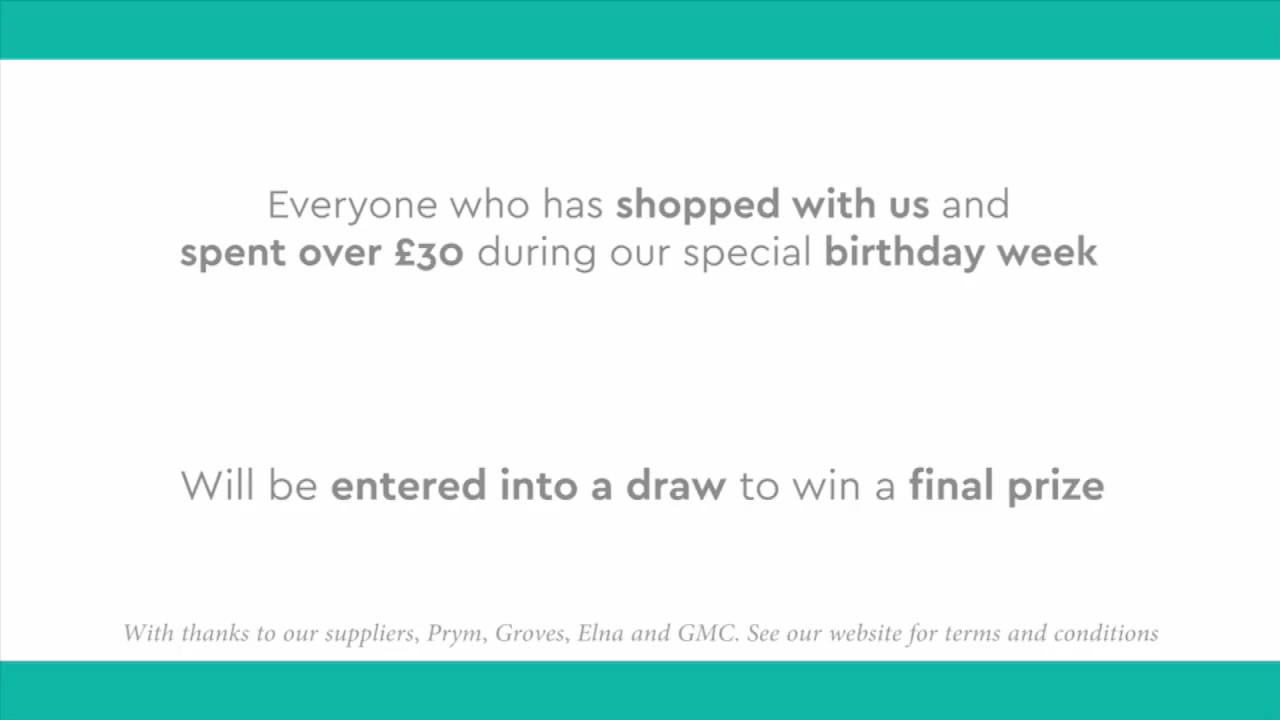 Everyone who has shopped with us and
spent over £30 during our special birthday week
Will be entered into a draw to win a final prize
With thanks to our suppliers, Prym, Groves, Elna and GMC. See our website for terms and conditions